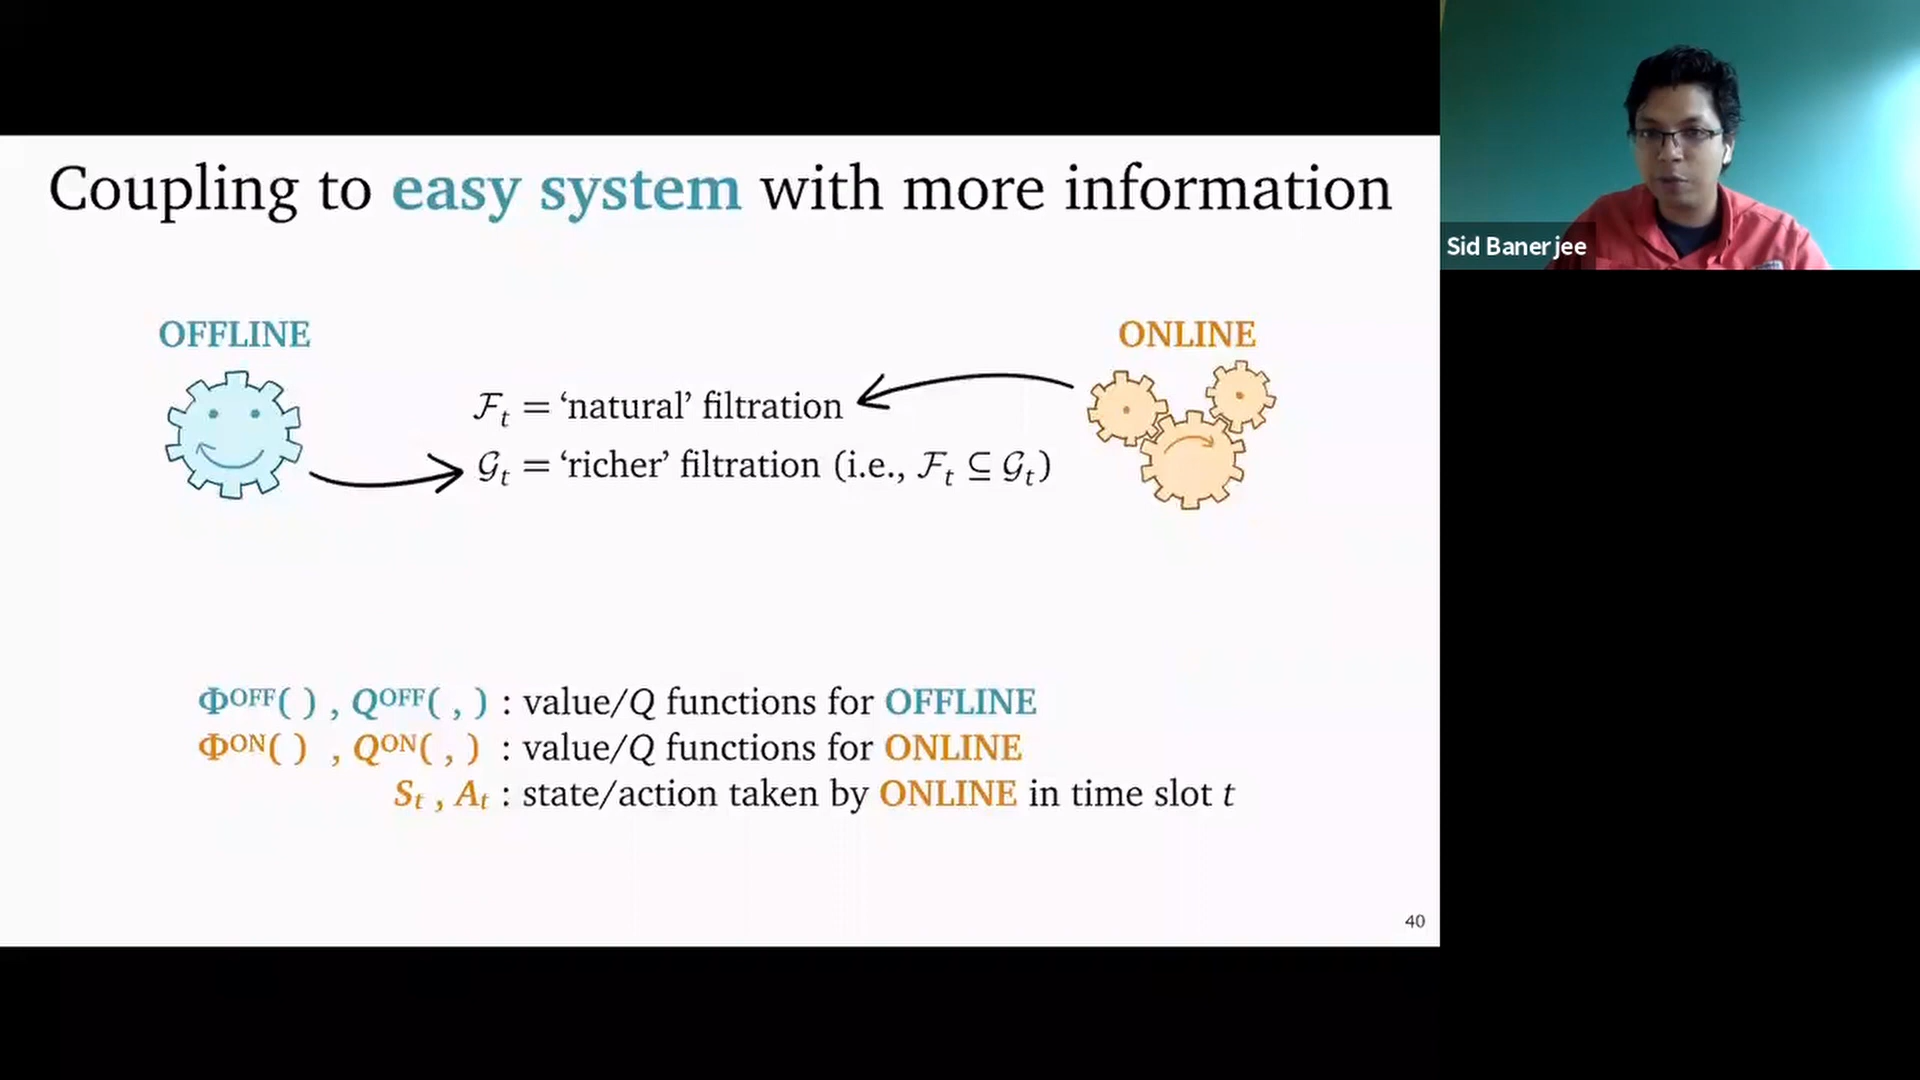 Coupling to easy system with more information
OFFLINE
ONLINE
ℱₜ = ‘natural’ filtration
𝒢ₜ = ‘richer’ filtration (i.e., ℱₜ ⊆ 𝒢ₜ)
Φᴼᶠᶠ( ) , Qᴼᶠᶠ( , ) : value/Q functions for OFFLINE
Φᴼᴺ( ) , Qᴼᴺ( , ) : value/Q functions for ONLINE
Sₜ , Aₜ : state/action taken by ONLINE in time slot t
40
Sid Banerjee